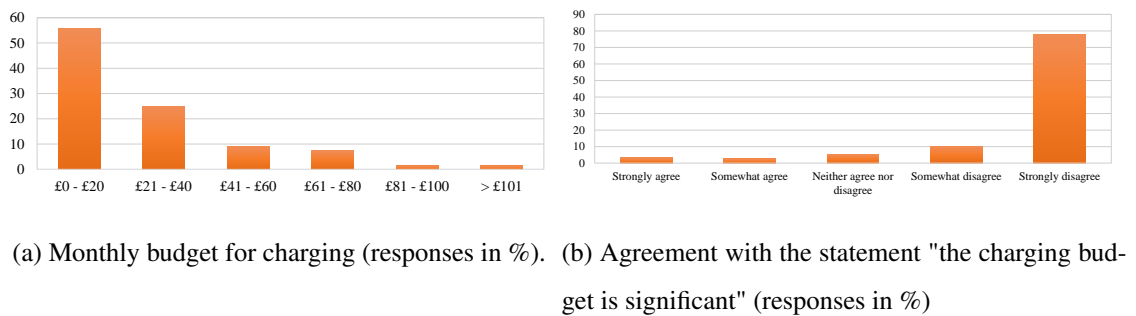 60
50
40
30
20
10
0
£0 - £20 £21 - £40 £41 - £60 £61 - £80 £81 - £100 > £101
(a) Monthly budget for charging (responses in %).
90
80
70
60
50
40
30
20
10
0
Strongly agree Somewhat agree Neither agree nor Somewhat disagree Strongly disagree
disagree
(b) Agreement with the statement "the charging bud-
get is significant" (responses in %)